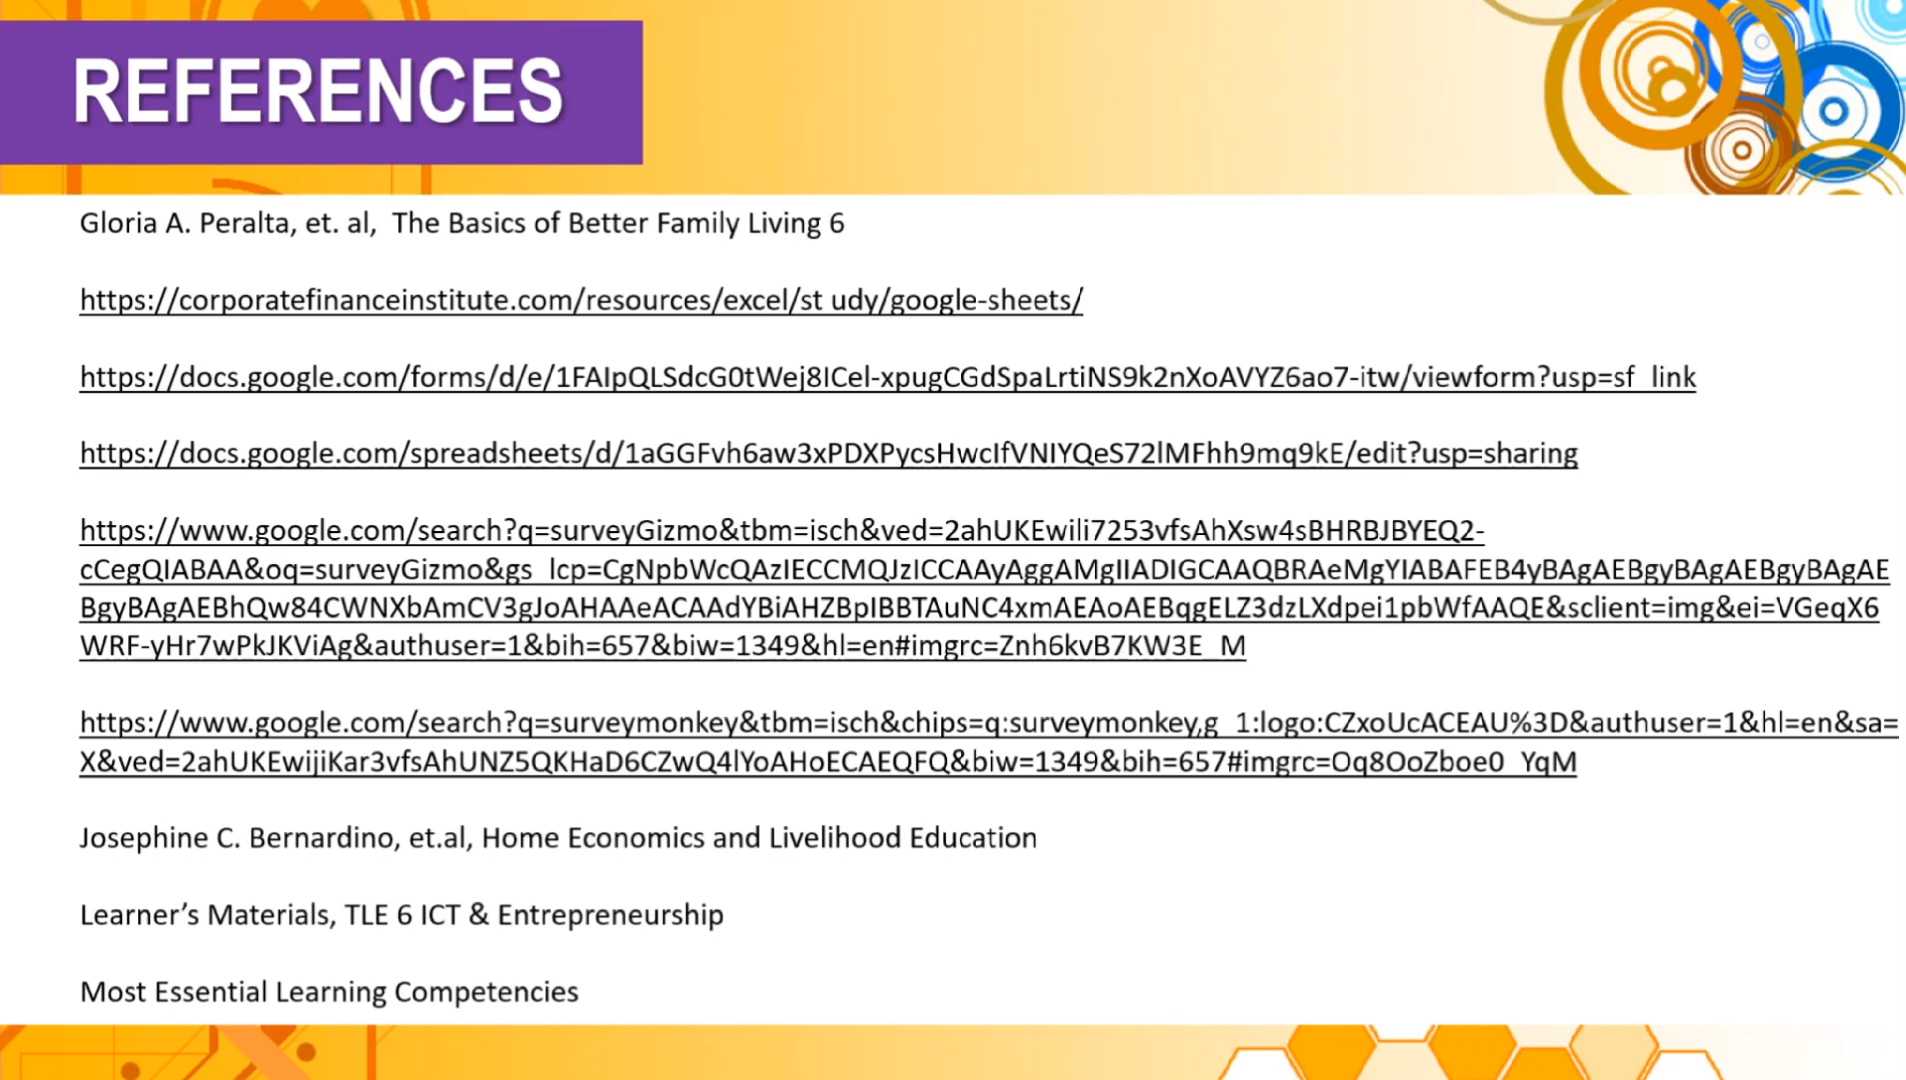 REFERENCES
Gloria A. Peralta, et. al,  The Basics of Better Family Living 6
https://corporatefinanceinstitute.com/resources/excel/st udy/google-sheets/
https://docs.google.com/forms/d/e/1FAIpQLSdcG0tWej8ICel-xpugCGdSpaLrtiNS9k2nXoAVYZ6ao7-itw/viewform?usp=sf_link
https://docs.google.com/spreadsheets/d/1aGGFvh6aw3xPDXPycsHwcIfVNIYQeS72lMFhh9mq9kE/edit?usp=sharing
https://www.google.com/search?q=surveyGizmo&tbm=isch&ved=2ahUKEwili7253vfsAhXsw4sBHRBJBYEQ2-
cCegQIABAA&oq=surveyGizmo&gs_lcp=CgNpbWcQAzIECCMQJzICCAAyAggAMgIIADIGCAAQBRAeMgYIABAFEB4yBAgAEBgyBAgAEBgyBAgAE
BgyBAgAEBhQw84CWNXbAmCV3gJoAHAAeACAAdYBiAHZBpIBBTAuNC4xmAEAoAEBqgELZ3dzLXdpei1pbWfAAQE&sclient=img&ei=VGeqX6
WRF-yHr7wPkJKViAg&authuser=1&bih=657&biw=1349&hl=en#imgrc=Znh6kvB7KW3E_M
https://www.google.com/search?q=surveymonkey&tbm=isch&chips=q:surveymonkey,g_1:logo:CZxoUcACEAU%3D&authuser=1&hl=en&sa=
X&ved=2ahUKEwijiKar3vfsAhUNZ5QKHaD6CZwQ4lYoAHoECAEQFQ&biw=1349&bih=657#imgrc=Oq8OoZboe0_YqM
Josephine C. Bernardino, et.al, Home Economics and Livelihood Education
Learner’s Materials, TLE 6 ICT & Entrepreneurship
Most Essential Learning Competencies